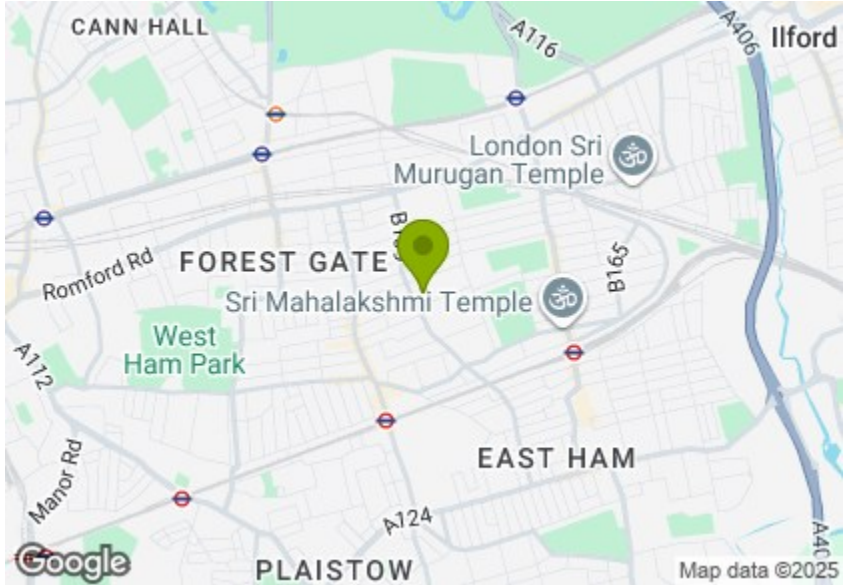 CANN HALL
A116
A406
Ilford
London Sri
Murugan Temple
Romford Rd
FOREST GATE
B165
Sri Mahalakshmi Temple
West
Ham Park
A112
Manor Rd
EAST HAM
A124
PLAISTOW
Google
Map data ©2025